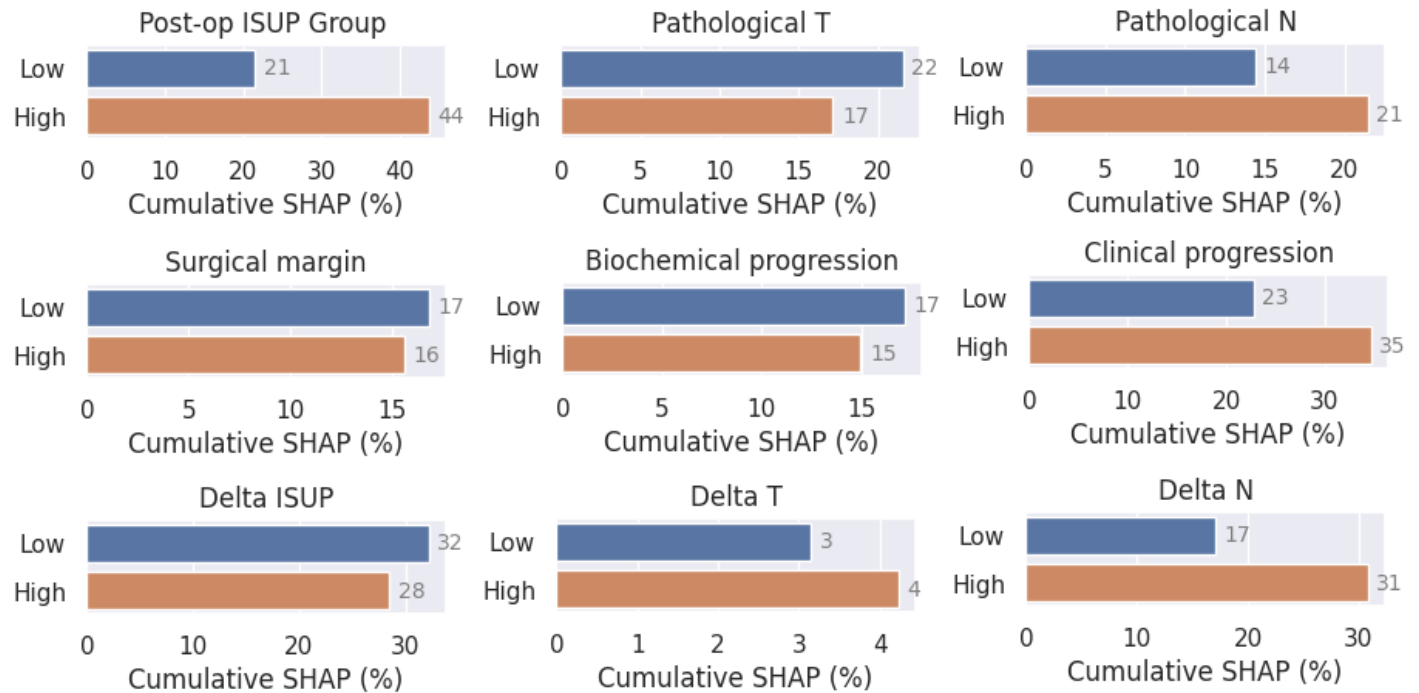 Post-op ISUP Group
Low 21
High 44
0 10 20 30 40
Cumulative SHAP (%)
Pathological T
Low 22
High 17
0 5 10 15 20
Cumulative SHAP (%)
Pathological N
Low 14
High 21
0 5 10 15 20
Cumulative SHAP (%)
Surgical margin
Low 17
High 16
0 5 10 15
Cumulative SHAP (%)
Biochemical progression
Low 17
High 15
0 5 10 15
Cumulative SHAP (%)
Clinical progression
Low 23
High 35
0 10 20 30
Cumulative SHAP (%)
Delta ISUP
Low 32
High 28
0 10 20 30
Cumulative SHAP (%)
Delta T
Low 3
High 4
0 1 2 3 4
Cumulative SHAP (%)
Delta N
Low 17
High 31
0 10 20 30
Cumulative SHAP (%)